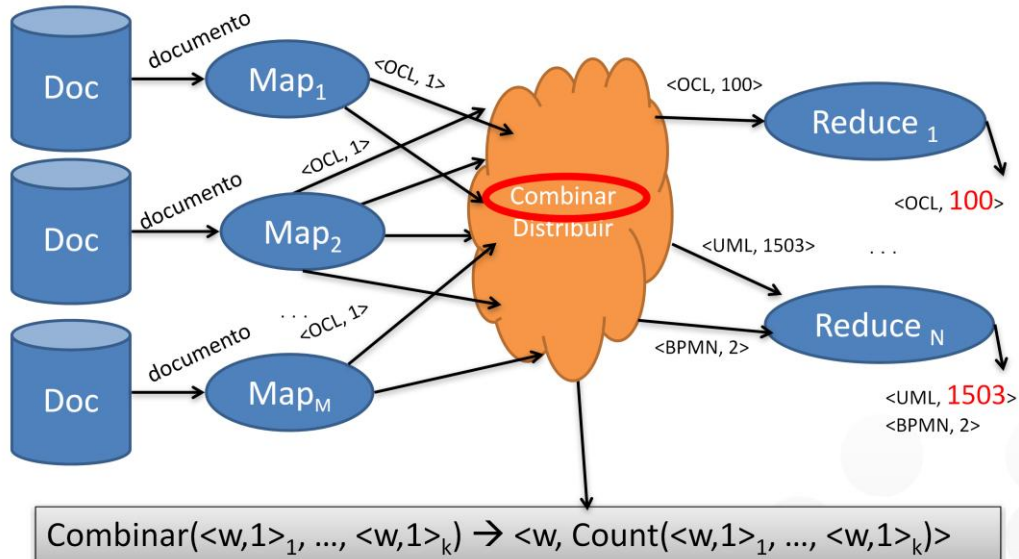 documento
Doc
Map₁
<OCL, 1>
<OCL, 100>
Reduce ₁
<OCL, 100>
documento
<OCL, 1>
Doc
Map₂
Combinar
Distribuir
<UML, 1503>
. . .
. . .
documento
<OCL, 1>
Doc
Map_M
<BPMN, 2>
Reduce _N
<UML, 1503>
<BPMN, 2>
Combinar(<w,1>₁, …, <w,1>ₖ) → <w, Count(<w,1>₁, …, <w,1>ₖ)>